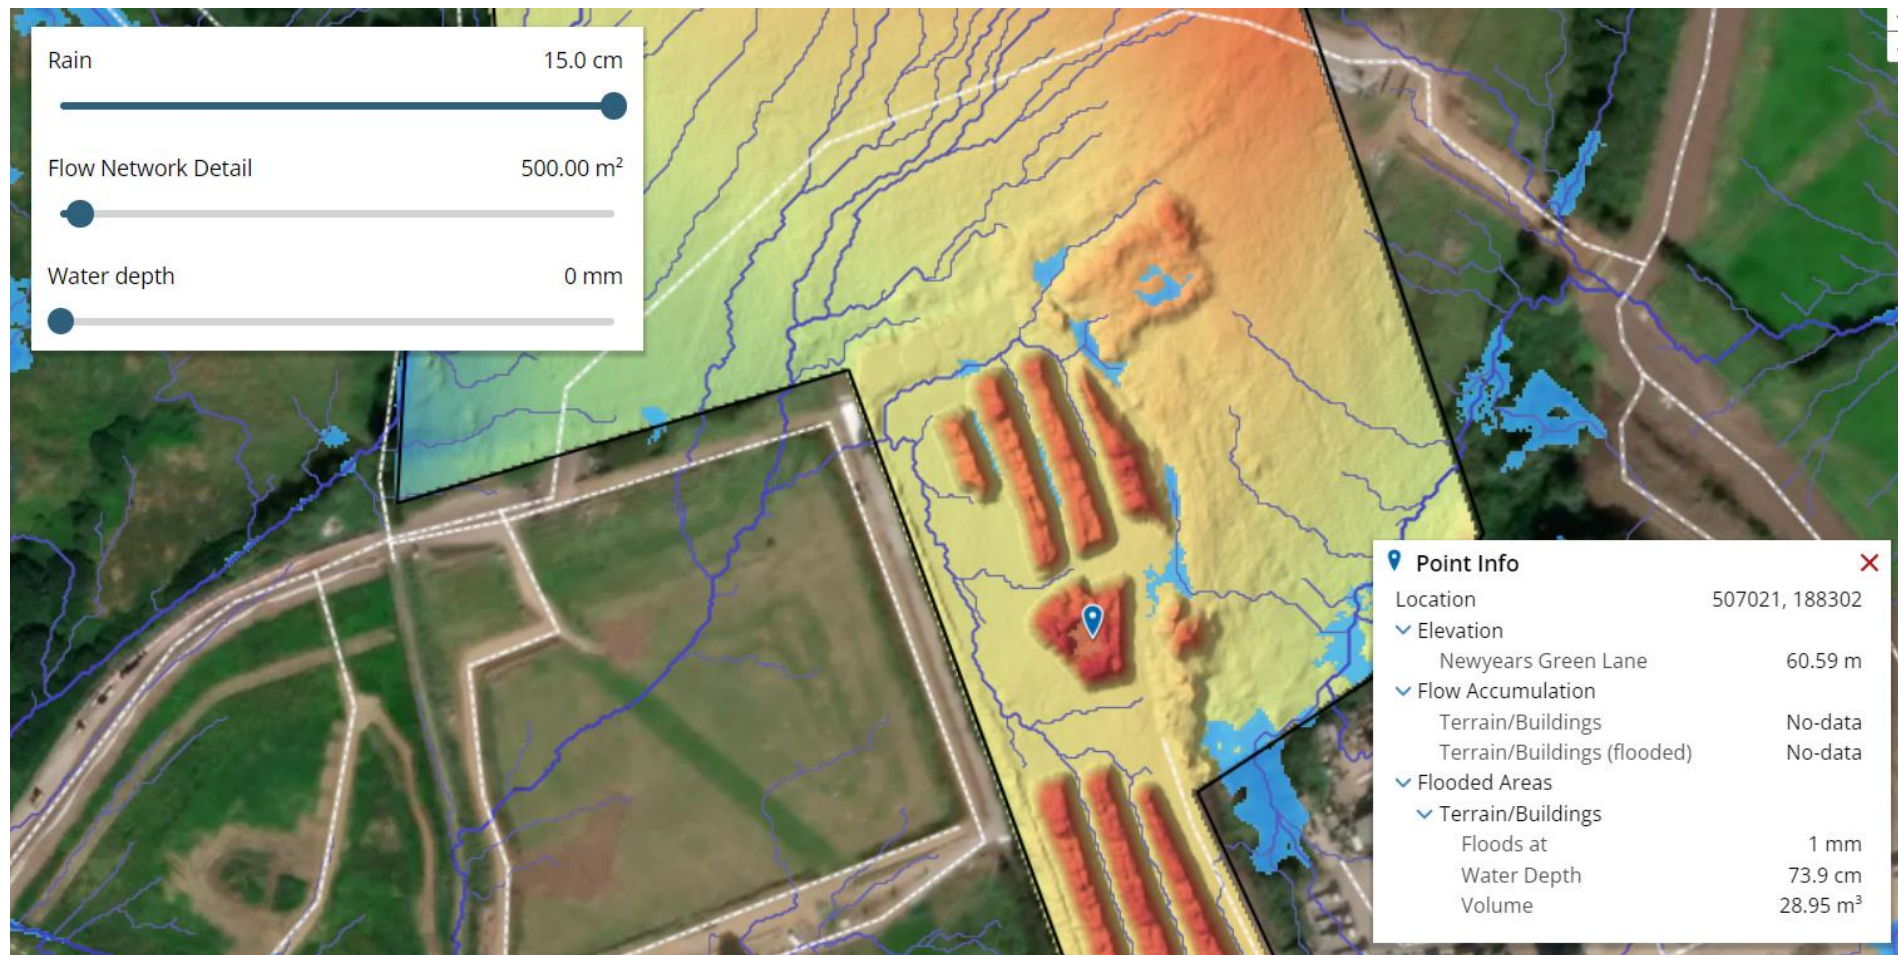 Rain 15.0 cm
Flow Network Detail 500.00 m²
Water depth 0 mm
Point Info
Location 507021, 188302
Elevation
Newyears Green Lane 60.59 m
Flow Accumulation
Terrain/Buildings No-data
Terrain/Buildings (flooded) No-data
Flooded Areas
Terrain/Buildings
Floods at 1 mm
Water Depth 73.9 cm
Volume 28.95 m³